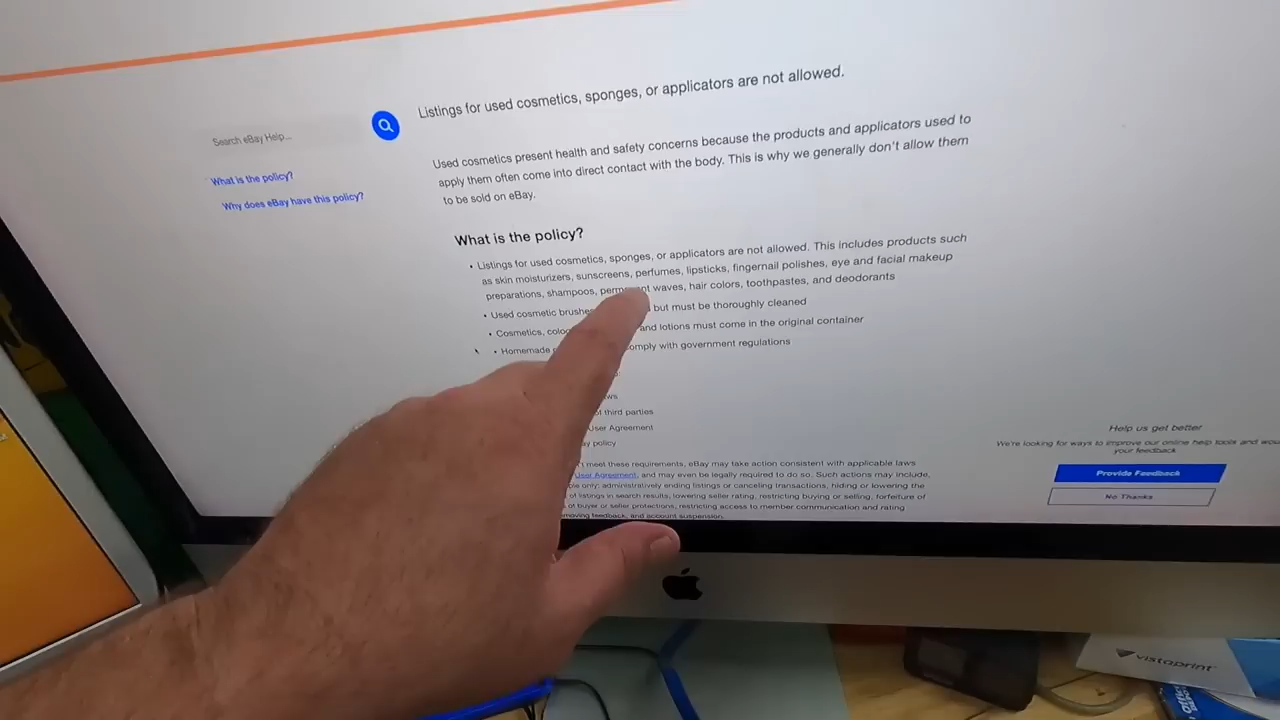 Listings for used cosmetics, sponges, or applicators are not allowed.
Search eBay Help...
What is the policy?
Why does eBay have this policy?
Used cosmetics present health and safety concerns because the products and applicators used to
apply them often come into direct contact with the body. This is why we generally don't allow them
to be sold on eBay.
What is the policy?
• Listings for used cosmetics, sponges, or applicators are not allowed. This includes products such
as skin moisturizers, sunscreens, perfumes, lipsticks, fingernail polishes, eye and facial makeup
preparations, shampoos, permanent waves, hair colors, toothpastes, and deodorants
• Used cosmetic brushes but must be thoroughly cleaned
• Cosmetics, and lotions must come in the original container
• Homemade comply with government regulations
of third parties
User Agreement
policy
meet these requirements, eBay may take action consistent with applicable laws
User Agreement, and may even be legally required to do so. Such actions may include,
only: administratively ending listings or canceling transactions, hiding or lowering the
of listings in search results, lowering seller rating, restricting buying or selling, forfeiture of
of buyer or seller protections, restricting access to member communication and rating
removing feedback, and account suspension.
Help us get better
We're looking for ways to improve our online help tools and
your feedback
Provide Feedback
No Thanks
vistaprint